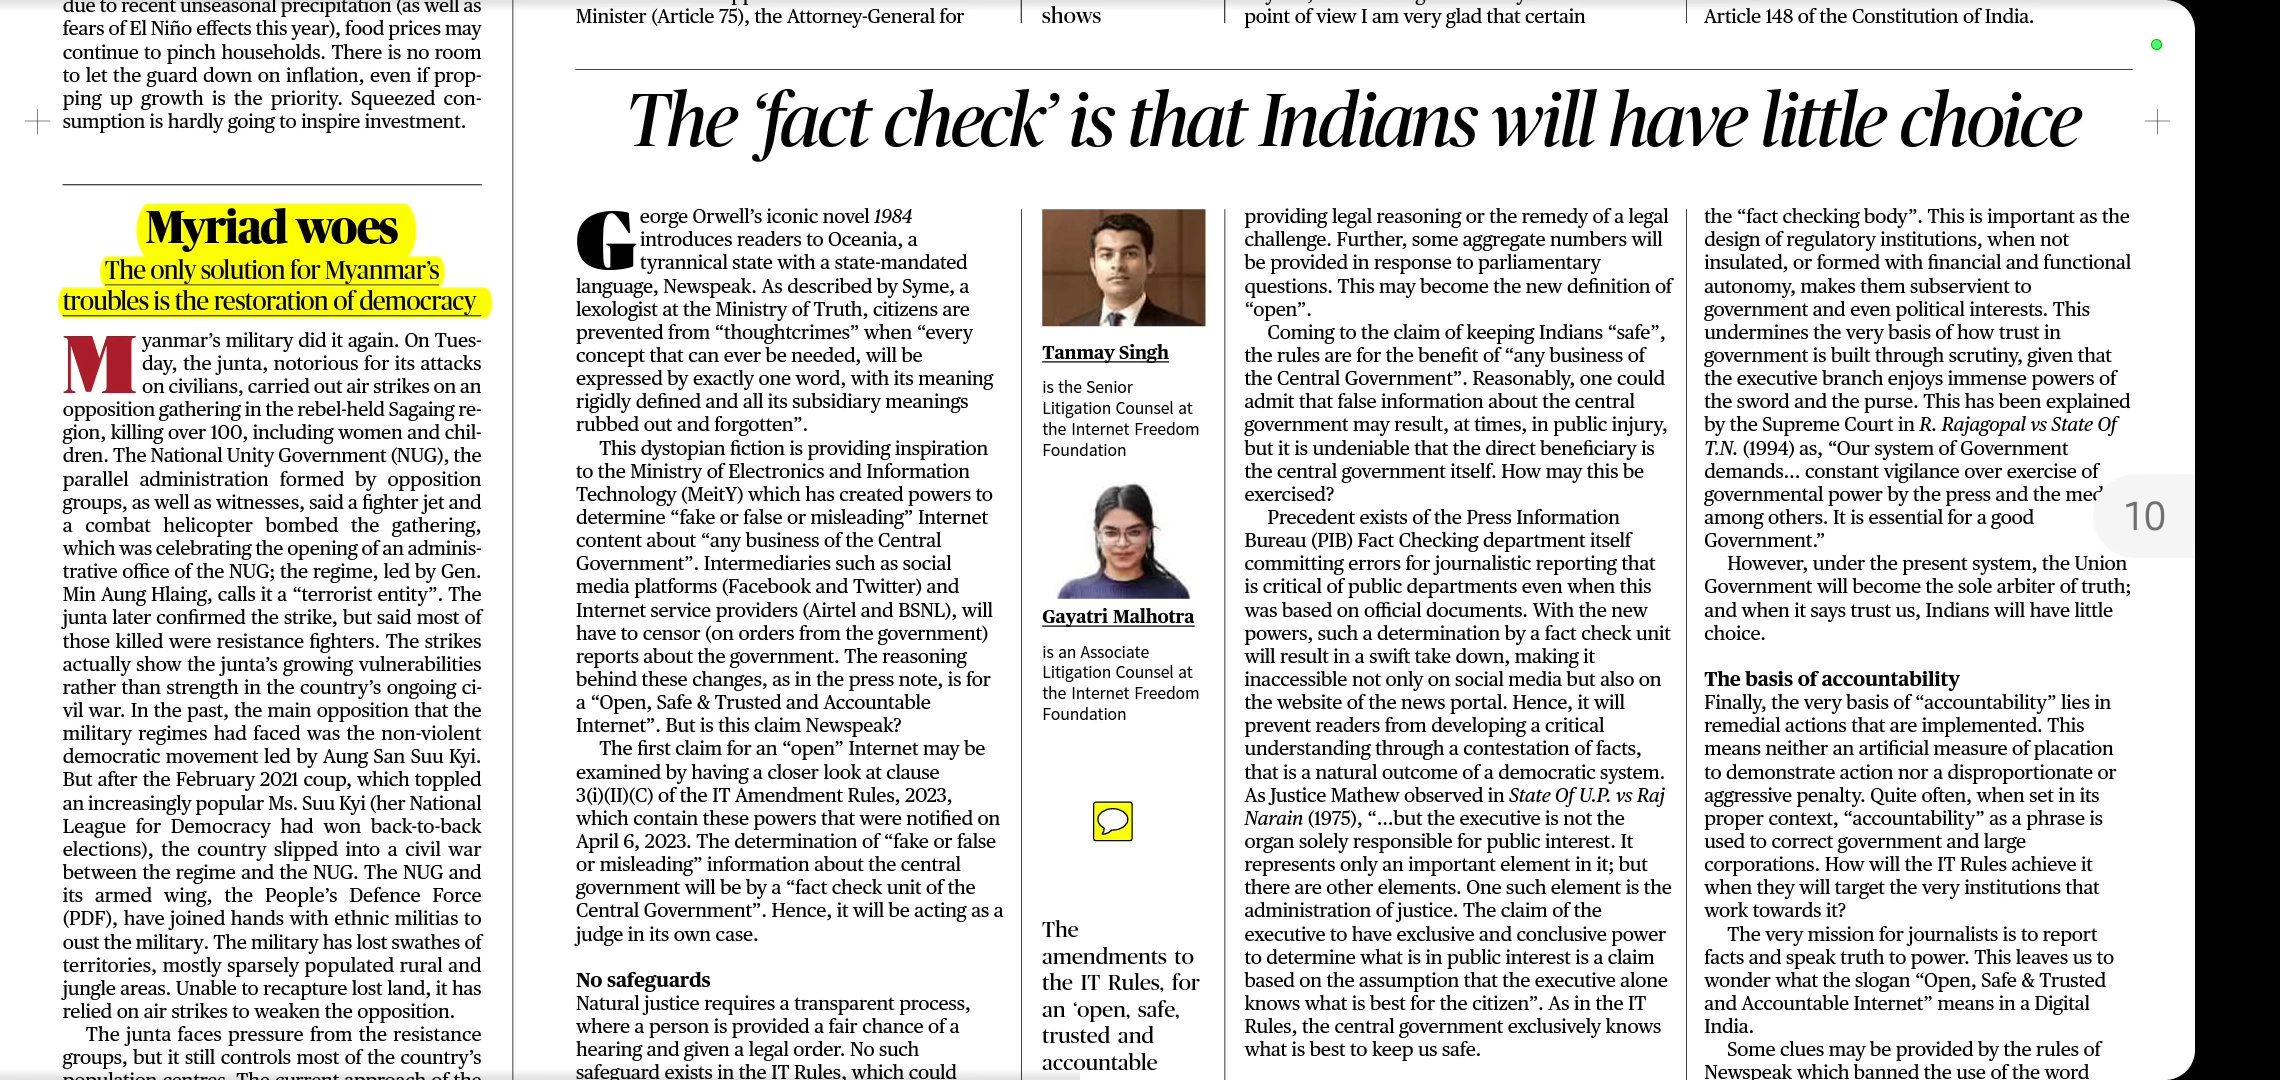 due to recent unseasonal precipitation (as well as
fears of El Niño effects this year), food prices may
continue to pinch households. There is no room
to let the guard down on inflation, even if prop-
ping up growth is the priority. Squeezed con-
sumption is hardly going to inspire investment.
Myriad woes
The only solution for Myanmar's
troubles is the restoration of democracy
Myanmar's military did it again. On Tues-
day, the junta, notorious for its attacks
on civilians, carried out air strikes on an
opposition gathering in the rebel-held Sagaing re-
gion, killing over 100, including women and chil-
dren. The National Unity Government (NUG), the
parallel administration formed by opposition
groups, as well as witnesses, said a fighter jet and
a combat helicopter bombed the gathering,
which was celebrating the opening of an adminis-
trative office of the NUG; the regime, led by Gen.
Min Aung Hlaing, calls it a “terrorist entity”. The
junta later confirmed the strike, but said most of
those killed were resistance fighters. The strikes
actually show the junta's growing vulnerabilities
rather than strength in the country's ongoing ci-
vil war. In the past, the main opposition that the
military regimes had faced was the non-violent
democratic movement led by Aung San Suu Kyi.
But after the February 2021 coup, which toppled
an increasingly popular Ms. Suu Kyi (her National
League for Democracy had won back-to-back
elections), the country slipped into a civil war
between the regime and the NUG. The NUG and
its armed wing, the People's Defence Force
(PDF), have joined hands with ethnic militias to
oust the military. The military has lost swathes of
territories, mostly sparsely populated rural and
jungle areas. Unable to recapture lost land, it has
relied on air strikes to weaken the opposition.
The junta faces pressure from the resistance
groups, but it still controls most of the country's
population centres. The current approach of the
Minister (Article 75), the Attorney-General for
shows
point of view I am very glad that certain
Article 148 of the Constitution of India.
The ‘fact check’ is that Indians will have little choice
George Orwell's iconic novel 1984
introduces readers to Oceania, a
tyrannical state with a state-mandated
language, Newspeak. As described by Syme, a
lexologist at the Ministry of Truth, citizens are
prevented from “thoughtcrimes” when “every
concept that can ever be needed, will be
expressed by exactly one word, with its meaning
rigidly defined and all its subsidiary meanings
rubbed out and forgotten”.
This dystopian fiction is providing inspiration
to the Ministry of Electronics and Information
Technology (MeitY) which has created powers to
determine “fake or false or misleading” Internet
content about “any business of the Central
Government”. Intermediaries such as social
media platforms (Facebook and Twitter) and
Internet service providers (Airtel and BSNL), will
have to censor (on orders from the government)
reports about the government. The reasoning
behind these changes, as in the press note, is for
a “Open, Safe & Trusted and Accountable
Internet”. But is this claim Newspeak?
The first claim for an “open” Internet may be
examined by having a closer look at clause
3(i)(II)(C) of the IT Amendment Rules, 2023,
which contain these powers that were notified on
April 6, 2023. The determination of “fake or false
or misleading” information about the central
government will be by a “fact check unit of the
Central Government”. Hence, it will be acting as a
judge in its own case.
No safeguards
Natural justice requires a transparent process,
where a person is provided a fair chance of a
hearing and given a legal order. No such
safeguard exists in the IT Rules, which could
Tanmay Singh
is the Senior
Litigation Counsel at
the Internet Freedom
Foundation
Gayatri Malhotra
is an Associate
Litigation Counsel at
the Internet Freedom
Foundation
The
amendments to
the IT Rules, for
an ‘open, safe,
trusted and
accountable
providing legal reasoning or the remedy of a legal
challenge. Further, some aggregate numbers will
be provided in response to parliamentary
questions. This may become the new definition of
“open”.
Coming to the claim of keeping Indians “safe”,
the rules are for the benefit of “any business of
the Central Government”. Reasonably, one could
admit that false information about the central
government may result, at times, in public injury,
but it is undeniable that the direct beneficiary is
the central government itself. How may this be
exercised?
Precedent exists of the Press Information
Bureau (PIB) Fact Checking department itself
committing errors for journalistic reporting that
is critical of public departments even when this
was based on official documents. With the new
powers, such a determination by a fact check unit
will result in a swift take down, making it
inaccessible not only on social media but also on
the website of the news portal. Hence, it will
prevent readers from developing a critical
understanding through a contestation of facts,
that is a natural outcome of a democratic system.
As Justice Mathew observed in State Of U.P. vs Raj
Narain (1975), “...but the executive is not the
organ solely responsible for public interest. It
represents only an important element in it; but
there are other elements. One such element is the
administration of justice. The claim of the
executive to have exclusive and conclusive power
to determine what is in public interest is a claim
based on the assumption that the executive alone
knows what is best for the citizen”. As in the IT
Rules, the central government exclusively knows
what is best to keep us safe.
the “fact checking body”. This is important as the
design of regulatory institutions, when not
insulated, or formed with financial and functional
autonomy, makes them subservient to
government and even political interests. This
undermines the very basis of how trust in
government is built through scrutiny, given that
the executive branch enjoys immense powers of
the sword and the purse. This has been explained
by the Supreme Court in R. Rajagopal vs State Of
T.N. (1994) as, “Our system of Government
demands... constant vigilance over exercise of
governmental power by the press and the med
among others. It is essential for a good
Government.”
However, under the present system, the Union
Government will become the sole arbiter of truth;
and when it says trust us, Indians will have little
choice.
The basis of accountability
Finally, the very basis of “accountability” lies in
remedial actions that are implemented. This
means neither an artificial measure of placation
to demonstrate action nor a disproportionate or
aggressive penalty. Quite often, when set in its
proper context, “accountability” as a phrase is
used to correct government and large
corporations. How will the IT Rules achieve it
when they will target the very institutions that
work towards it?
The very mission for journalists is to report
facts and speak truth to power. This leaves us to
wonder what the slogan “Open, Safe & Trusted
and Accountable Internet” means in a Digital
India.
Some clues may be provided by the rules of
Newspeak which banned the use of the word
10